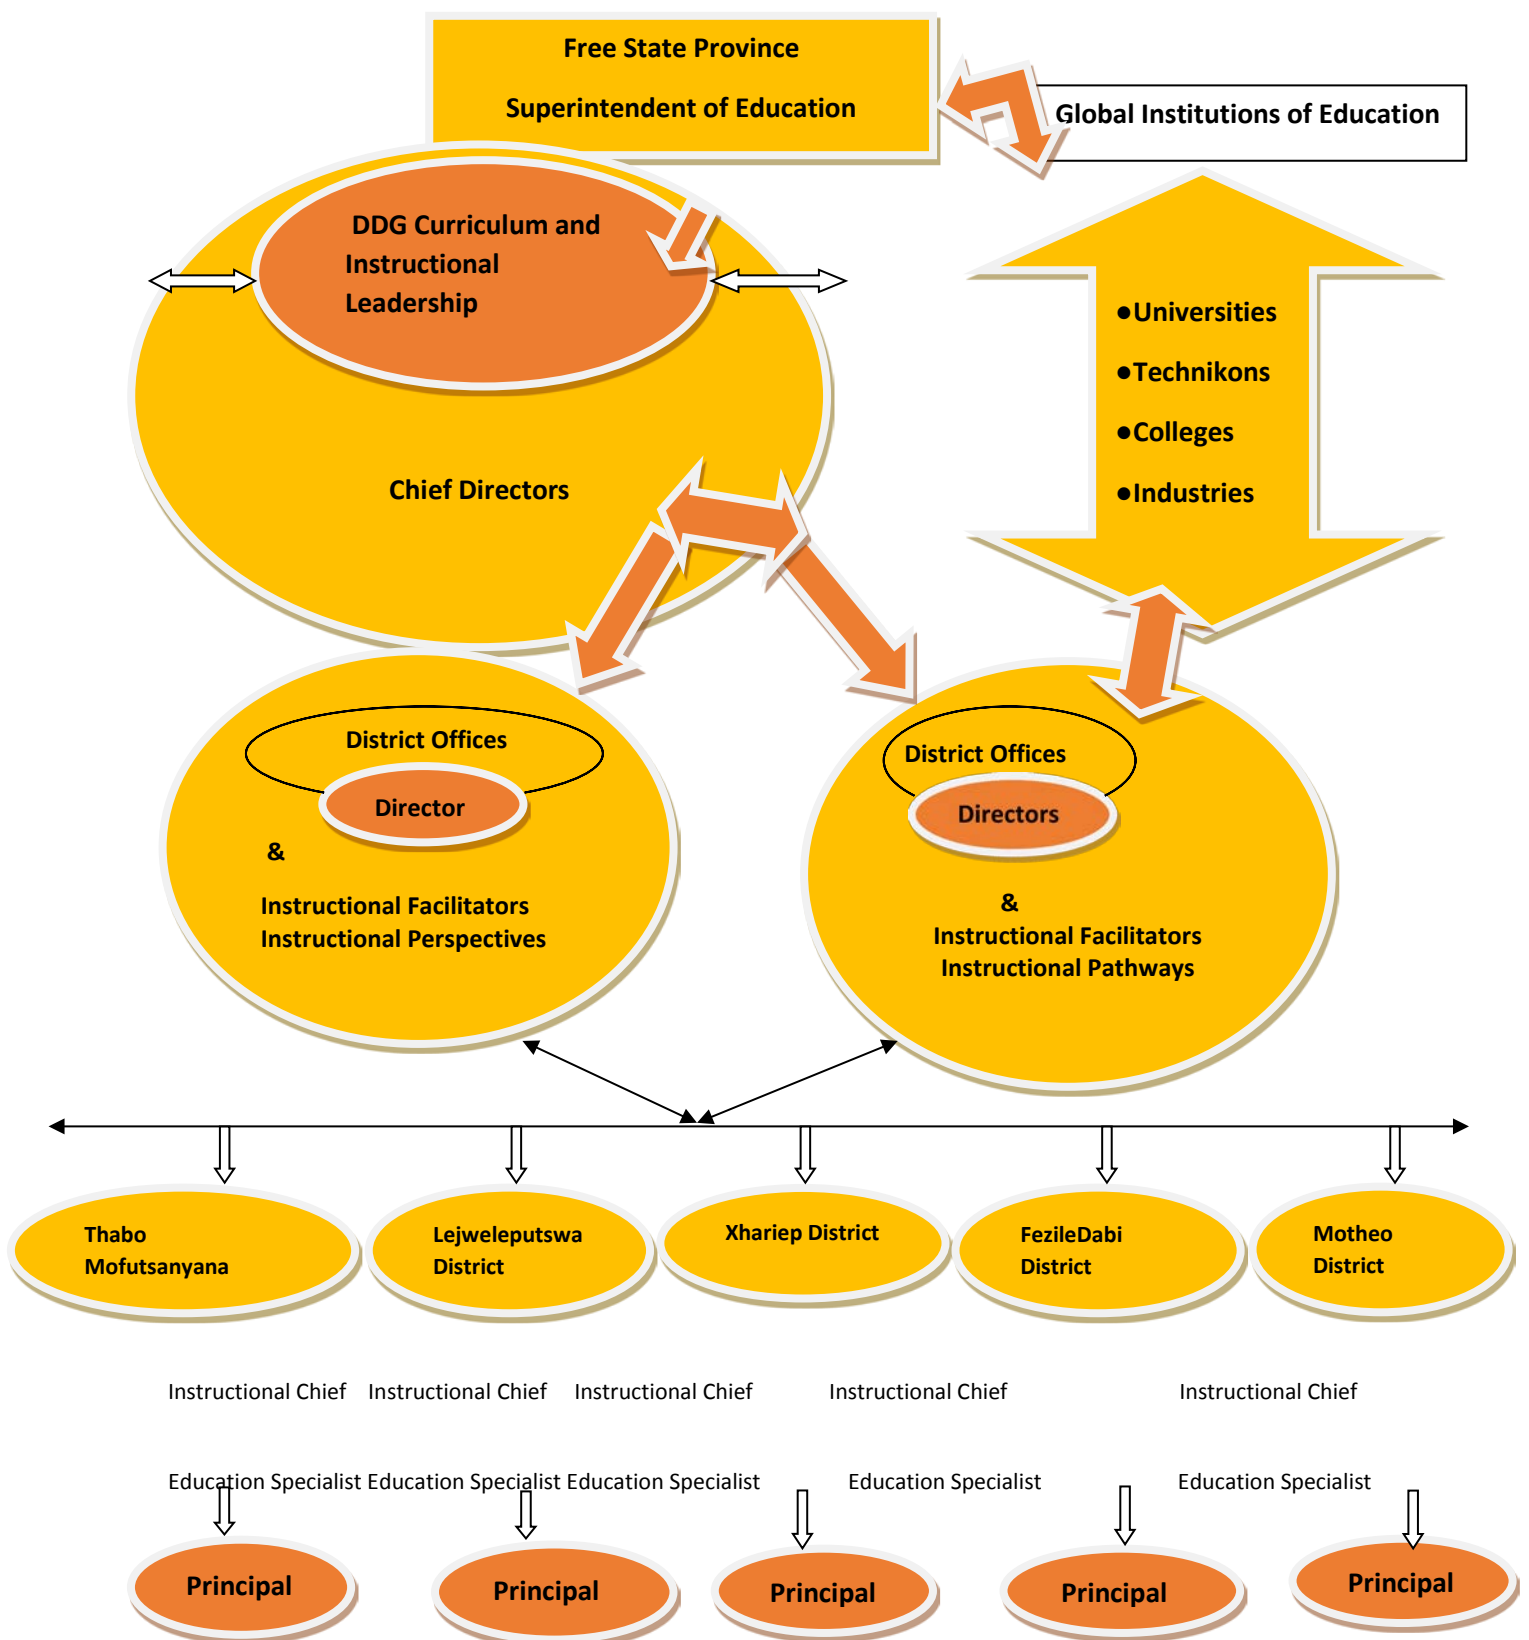 Free State Province
Superintendent of Education
Global Institutions of Education
DDG Curriculum and
Instructional
Leadership
●Universities
●Technikons
●Colleges
●Industries
Chief Directors
District Offices
Director
&
Instructional Facilitators
Instructional Perspectives
District Offices
Directors
&
Instructional Facilitators
Instructional Pathways
Thabo
Mofutsanyana
Lejweleputswa
District
Xhariep District
FezileDabi
District
Motheo
District
Instructional Chief Instructional Chief Instructional Chief Instructional Chief Instructional Chief
Education Specialist Education Specialist Education Specialist Education Specialist Education Specialist
Principal
Principal
Principal
Principal
Principal